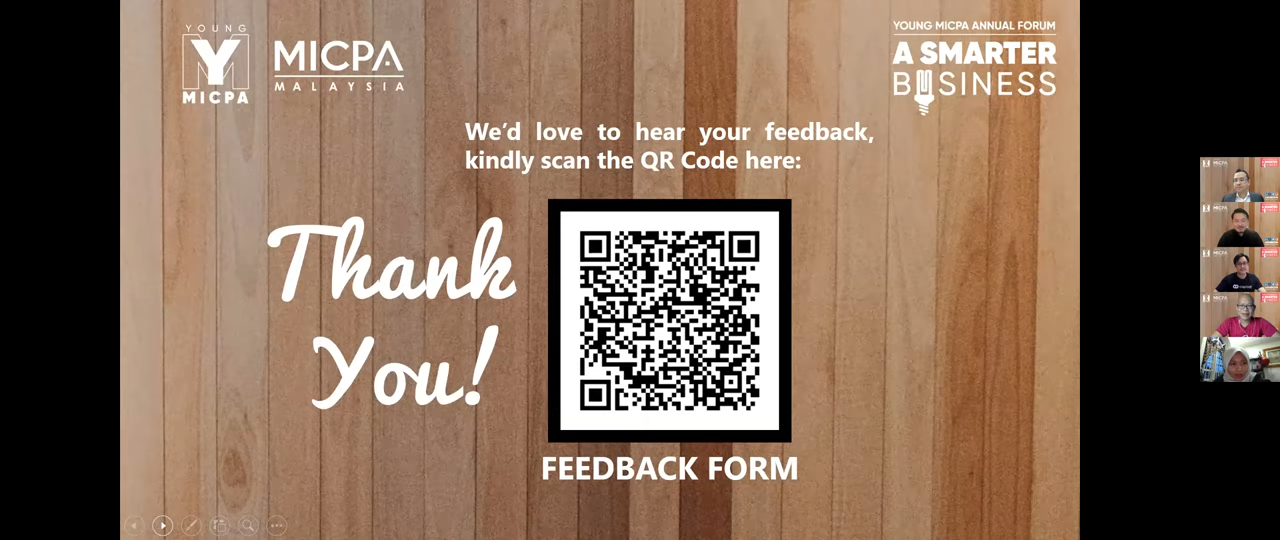 YOUNG
Y
M
MICPA
MICPA
MALAYSIA
YOUNG MICPA ANNUAL FORUM
A SMARTER
BUSINESS
We'd love to hear your feedback,
kindly scan the QR Code here:
Thank
You!
FEEDBACK FORM